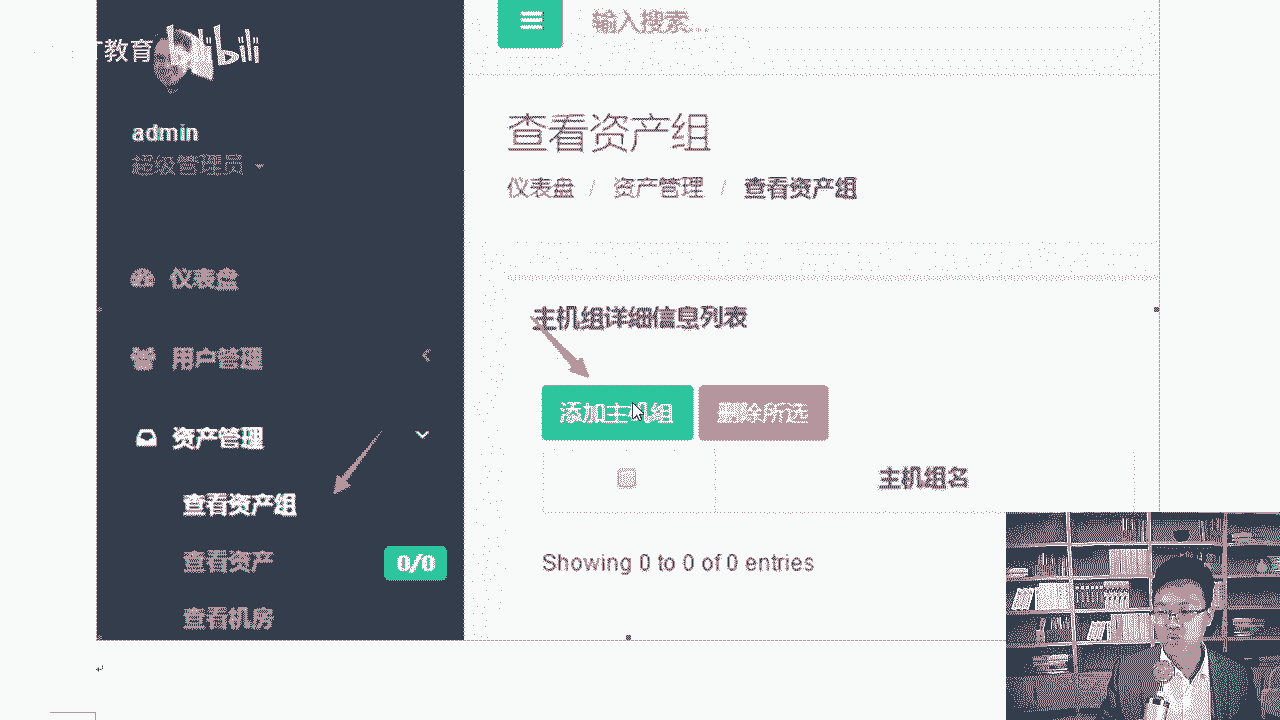 输入搜索...
教育 bilibili
admin
超级管理员
查看资产组
仪表盘 / 资产管理 / 查看资产组
仪表盘
用户管理
资产管理
查看资产组
查看资产 0/0
查看机房
主机组详细信息列表
添加主机组 删除所选
主机组名
Showing 0 to 0 of 0 entries